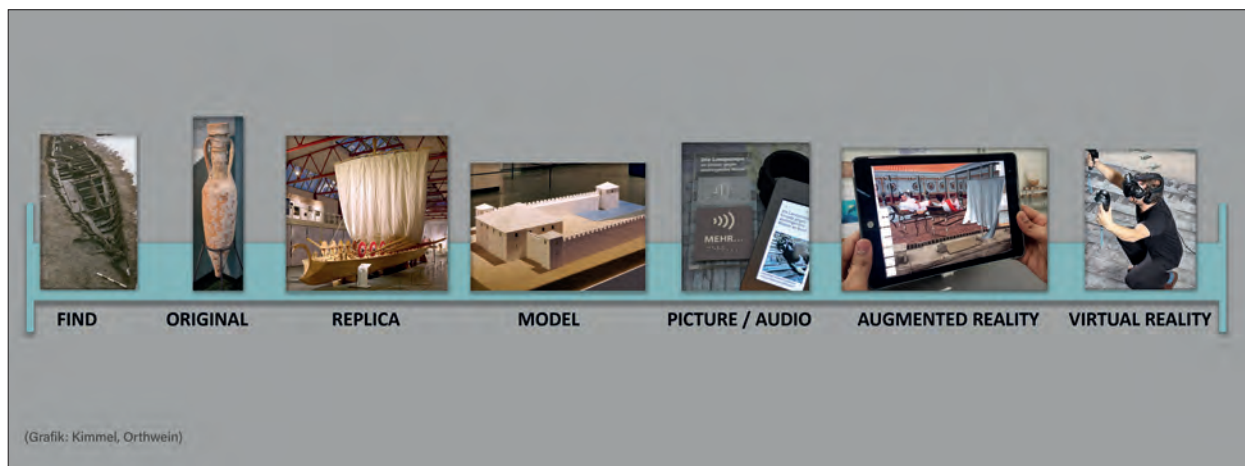 MEHR...
FIND
ORIGINAL
REPLICA
MODEL
PICTURE / AUDIO
AUGMENTED REALITY
VIRTUAL REALITY
(Grafik: Kimmel, Orthwein)